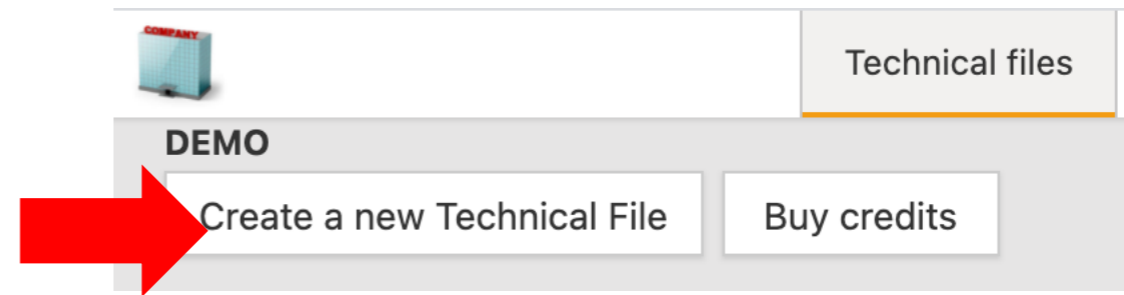 COMPANY
Technical files
DEMO
Create a new Technical File
Buy credits